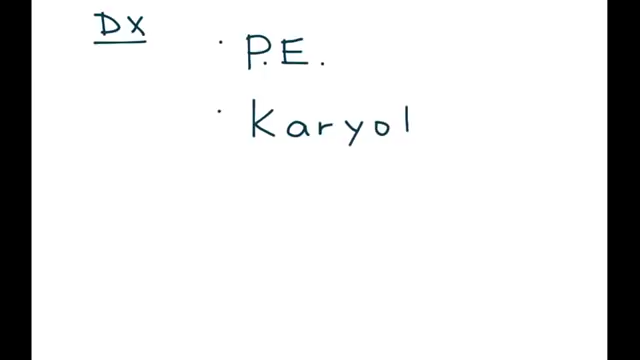 DX
· P.E.
· Karyol